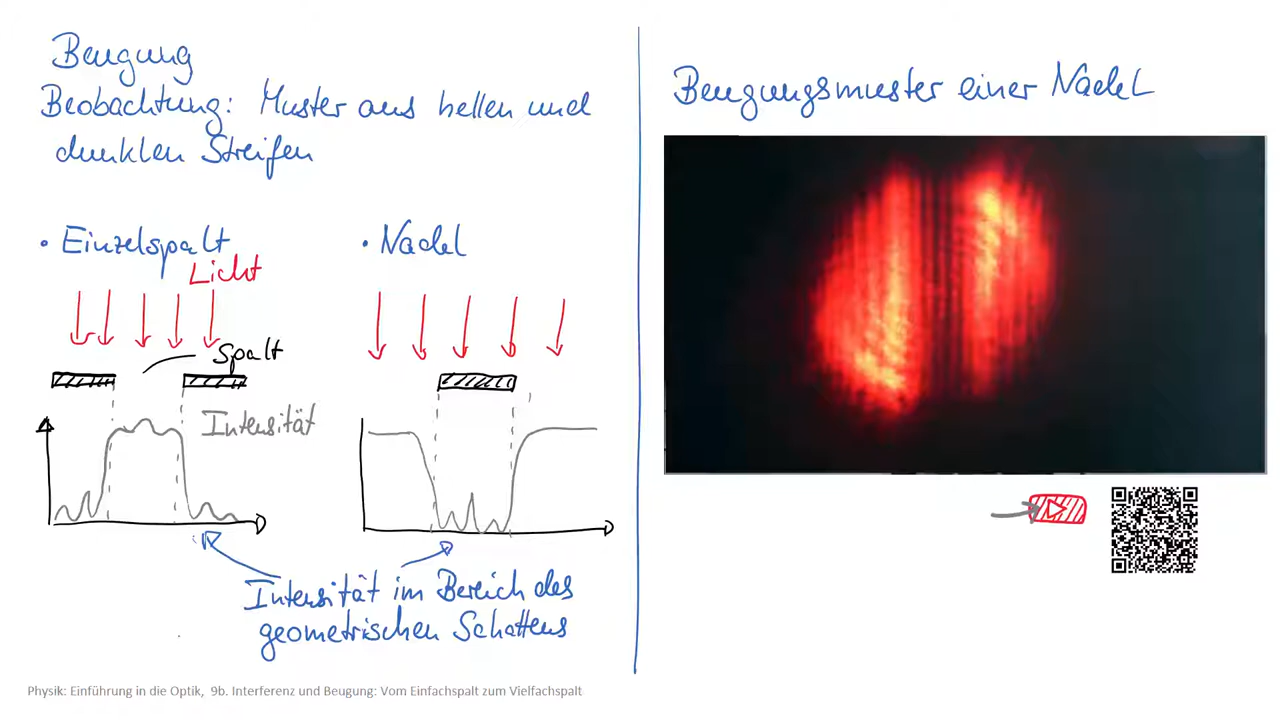 Beugung
Beobachtung: Muster aus hellen und
dunklen Streifen
• Einzelspalt
Licht
Spalt
Intensität
• Nadel
Intensität im Bereich des
geometrischen Schattens
Beugungsmuster einer Nadel
Physik: Einführung in die Optik, 9b. Interferenz und Beugung: Vom Einfachspalt zum Vielfachspalt